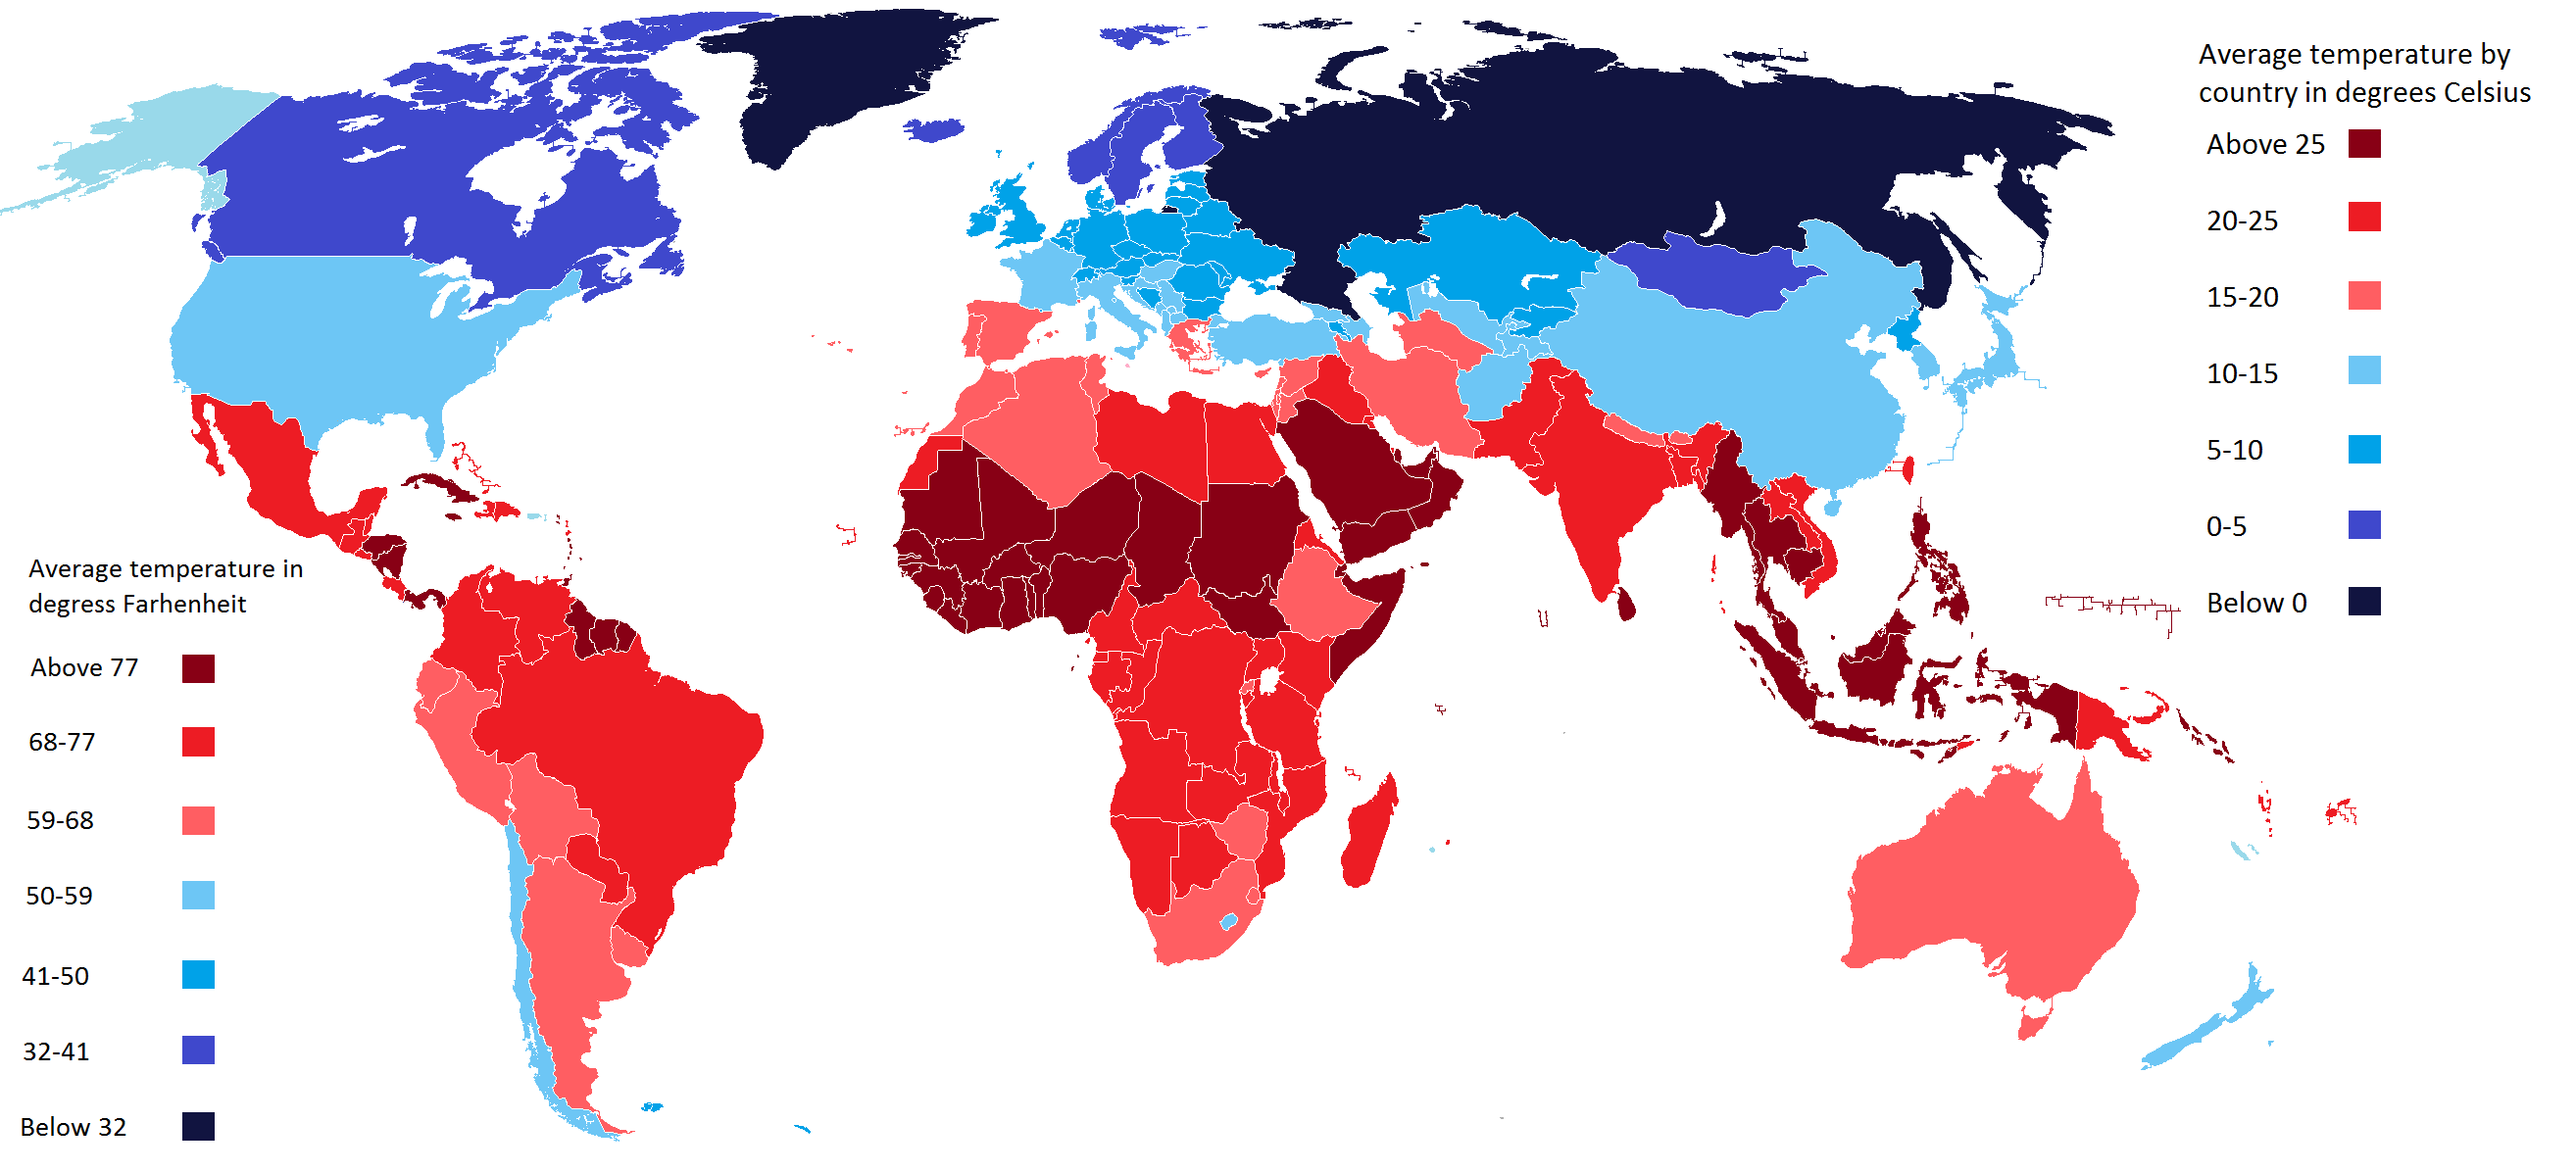 Average temperature by
country in degrees Celsius
Above 25
20-25
15-20
10-15
5-10
0-5
Below 0
Average temperature in
degress Farhenheit
Above 77
68-77
59-68
50-59
41-50
32-41
Below 32